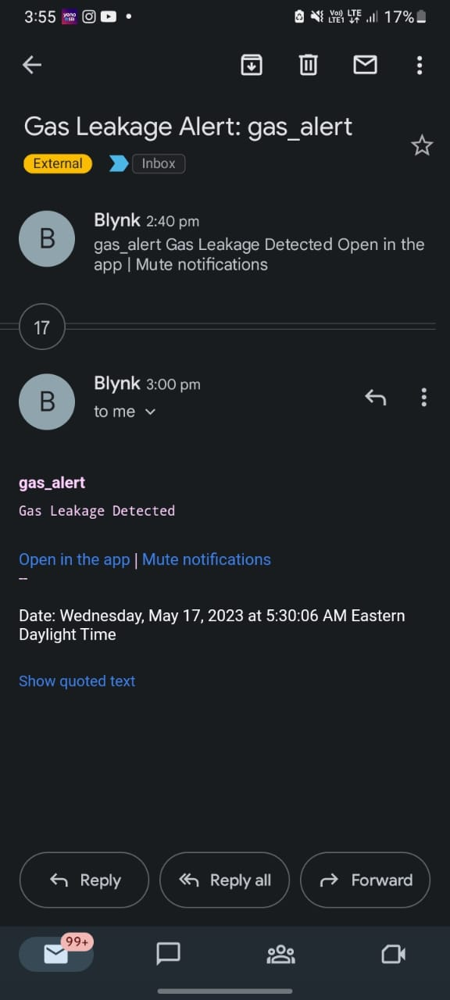 3:55 yono SBI Vo) LTE LTE1 17%
Gas Leakage Alert: gas_alert
External Inbox
B
Blynk 2:40 pm
gas_alert Gas Leakage Detected Open in the
app | Mute notifications
17
B
Blynk 3:00 pm
to me
gas_alert
Gas Leakage Detected
Open in the app | Mute notifications
--
Date: Wednesday, May 17, 2023 at 5:30:06 AM Eastern
Daylight Time
Show quoted text
Reply Reply all Forward
99+